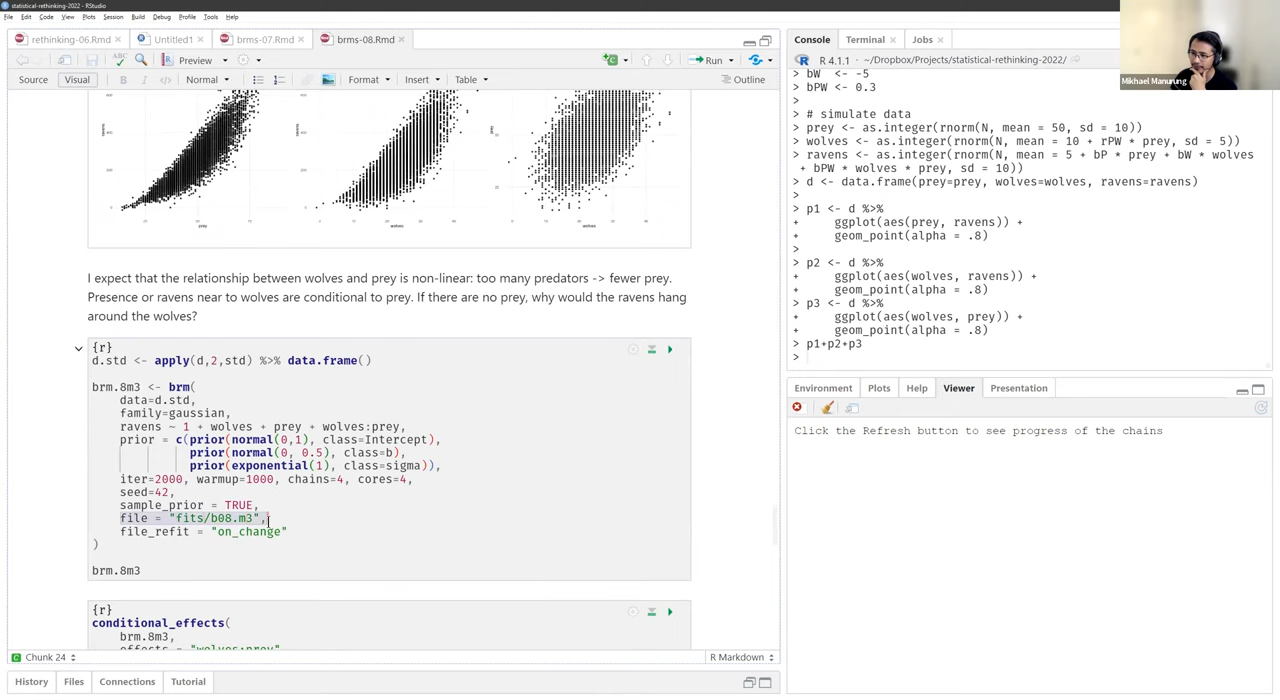 statistical-rethinking-2022 - RStudio
File Edit Code View Plots Session Build Debug Profile Tools Help
rethinking-06.Rmd × Untitled1 × brms-07.Rmd × brms-08.Rmd ×
Preview Run
Source Visual B I </> Normal Format Insert Table Outline
ravens
prey
ravens
wolves
prey
wolves
I expect that the relationship between wolves and prey is non-linear: too many predators -> fewer prey.
Presence or ravens near to wolves are conditional to prey. If there are no prey, why would the ravens hang
around the wolves?
{r}
d.std <- apply(d,2,std) %>% data.frame()
brm.8m3 <- brm(
data=d.std,
family=gaussian,
ravens ~ 1 + wolves + prey + wolves:prey,
prior = c(prior(normal(0,1), class=Intercept),
prior(normal(0, 0.5), class=b),
prior(exponential(1), class=sigma)),
iter=2000, warmup=1000, chains=4, cores=4,
seed=42,
sample_prior = TRUE,
file = "fits/b08.m3",
file_refit = "on_change"
)
brm.8m3
{r}
conditional_effects(
brm.8m3,
effects = "wolves:prey"
Chunk 24 R Markdown
History Files Connections Tutorial
Console Terminal × Jobs ×
R 4.1.1 · ~/Dropbox/Projects/statistical-rethinking-2022/
> bW <- -5
> bPW <- 0.3
>
> # simulate data
> prey <- as.integer(rnorm(N, mean = 50, sd = 10))
> wolves <- as.integer(rnorm(N, mean = 10 + rPW * prey, sd = 5))
> ravens <- as.integer(rnorm(N, mean = 5 + bP * prey + bW * wolves
+ bPW * wolves * prey, sd = 10))
> d <- data.frame(prey=prey, wolves=wolves, ravens=ravens)
>
> p1 <- d %>%
+ ggplot(aes(prey, ravens)) +
+ geom_point(alpha = .8)
>
> p2 <- d %>%
+ ggplot(aes(wolves, ravens)) +
+ geom_point(alpha = .8)
> p3 <- d %>%
+ ggplot(aes(wolves, prey)) +
+ geom_point(alpha = .8)
> p1+p2+p3
>
Environment Plots Help Viewer Presentation
Click the Refresh button to see progress of the chains
Mikhael Manurung